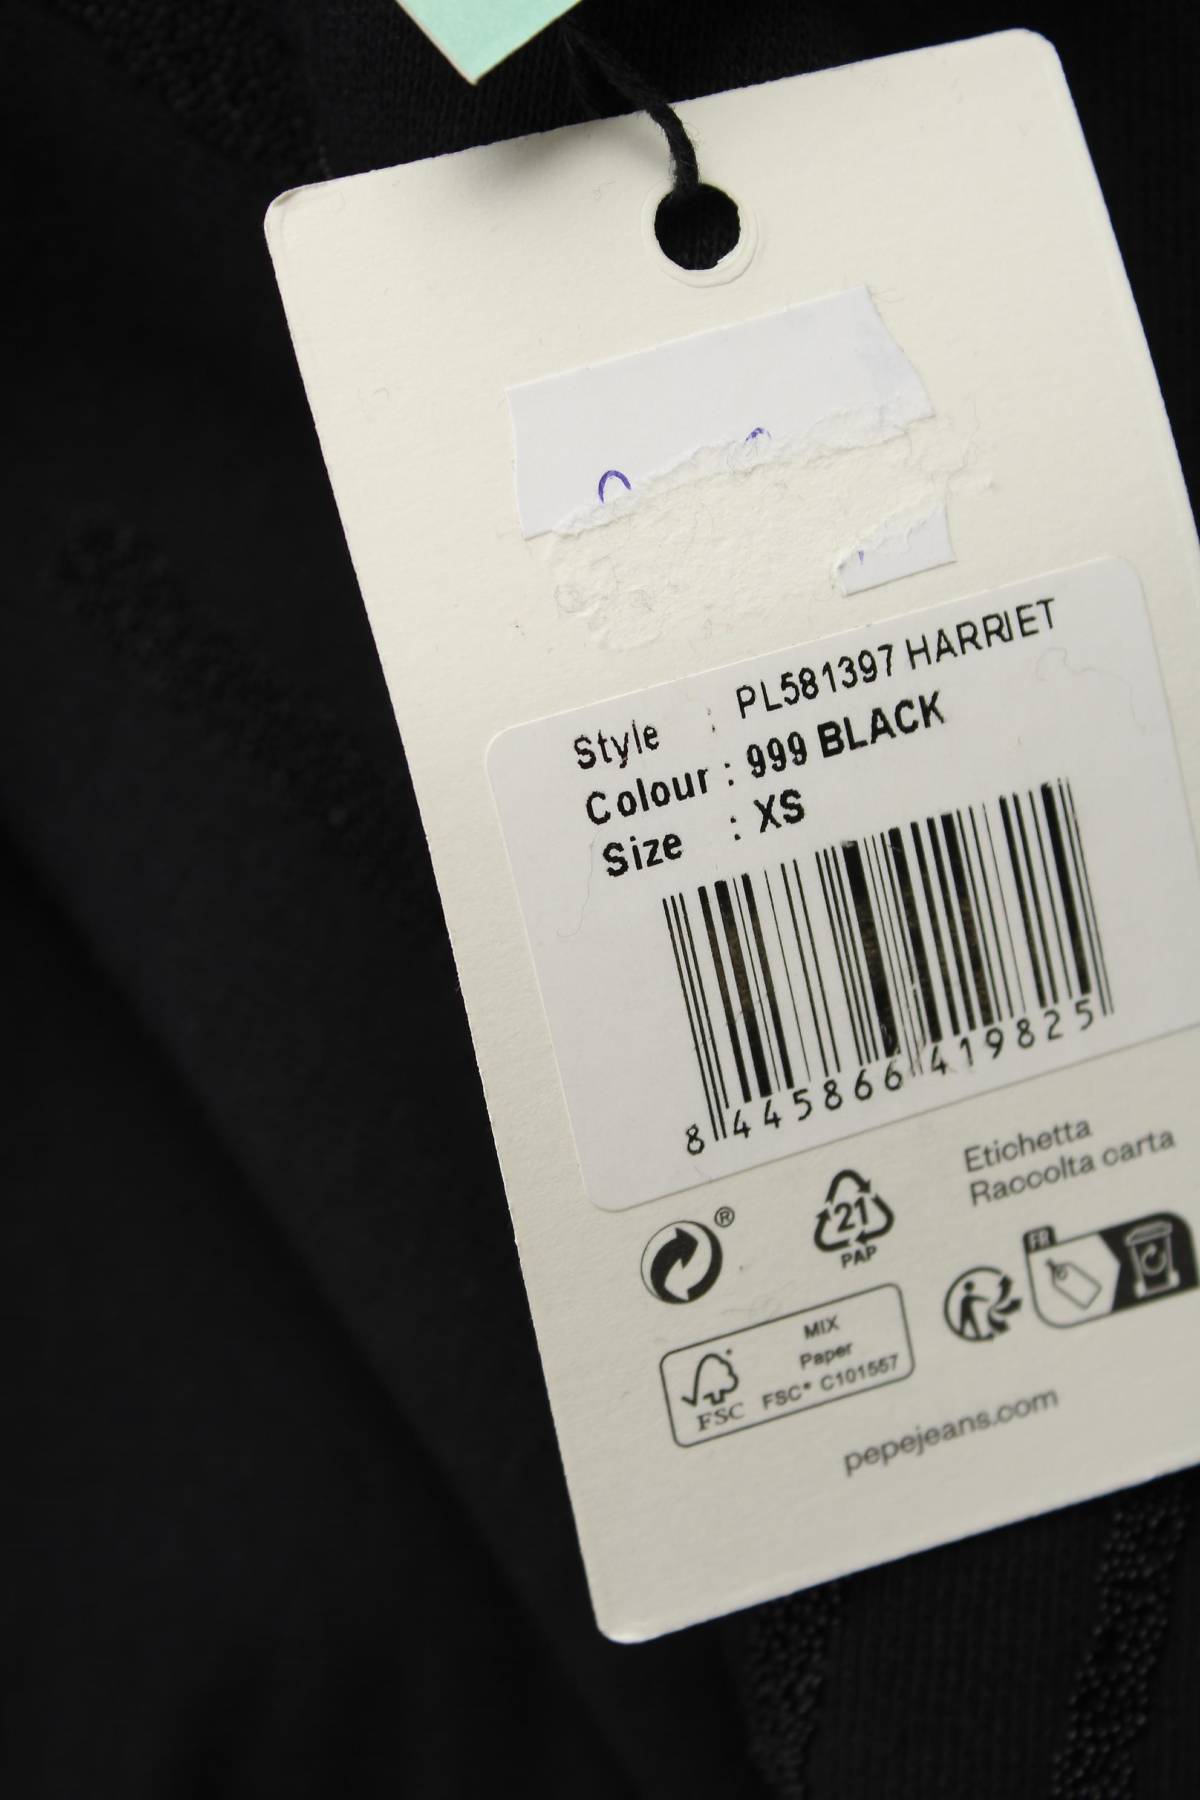 Style : PL581397 HARRIET
Colour : 999 BLACK
Size : XS
8 445866 419825
Etichetta
Raccolta carta
®
21
PAP
FR
MIX
Paper
FSC® C101557
FSC
pepejeans.com